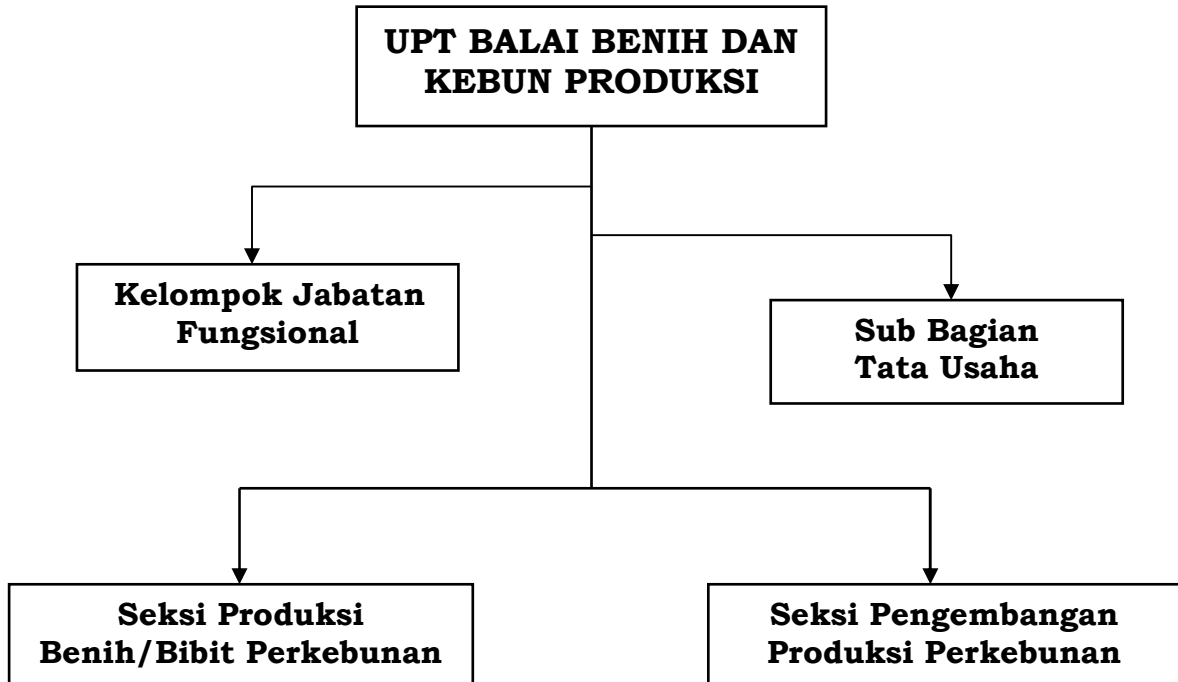 UPT BALAI BENIH DAN
KEBUN PRODUKSI
Kelompok Jabatan
Fungsional
Sub Bagian
Tata Usaha
Seksi Produksi
Benih/Bibit Perkebunan
Seksi Pengembangan
Produksi Perkebunan